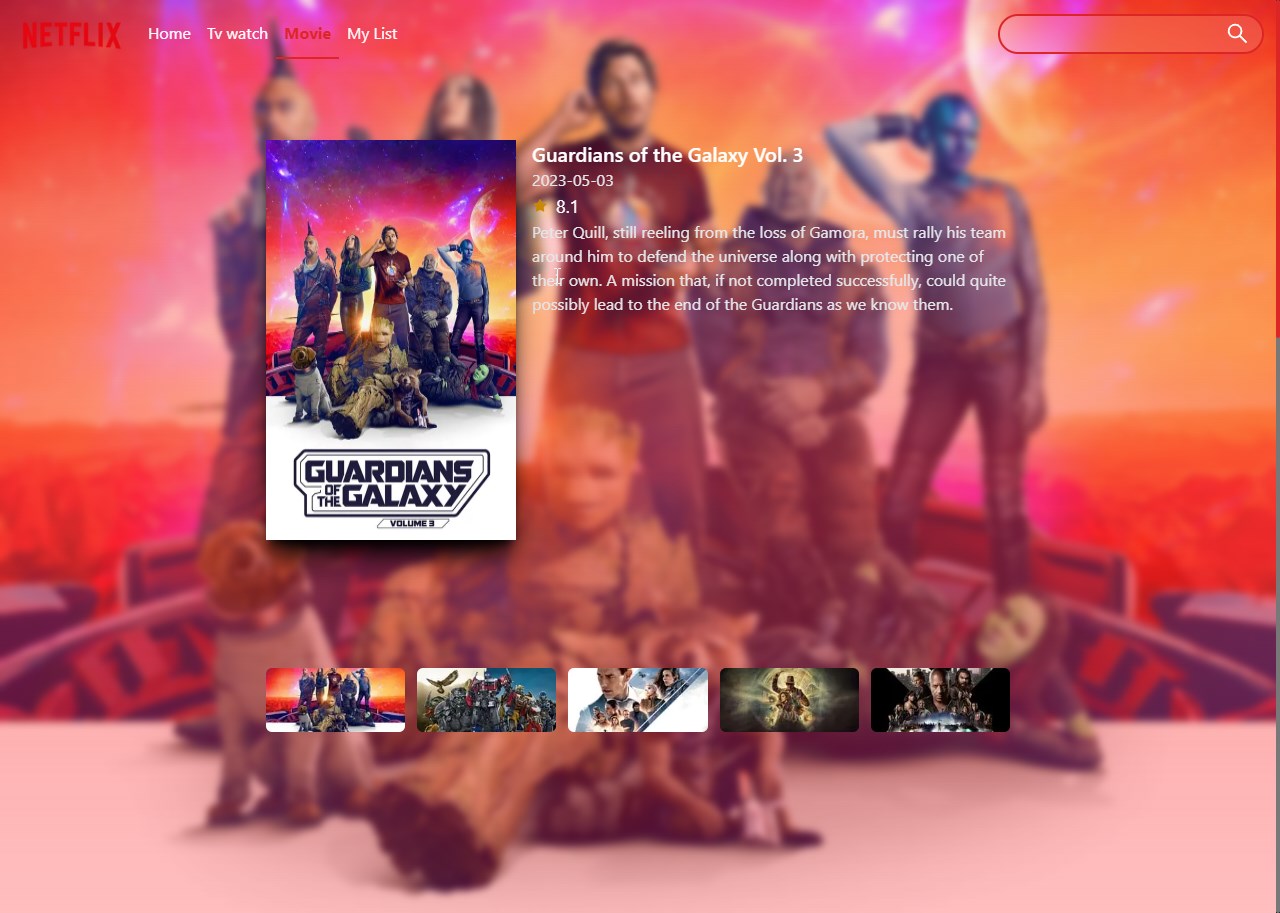 NETFLIX
Home
Tv watch
Movie
My List
Guardians of the Galaxy Vol. 3
2023-05-03
8.1
Peter Quill, still reeling from the loss of Gamora, must rally his team
around him to defend the universe along with protecting one of
their own. A mission that, if not completed successfully, could quite
possibly lead to the end of the Guardians as we know them.
GUARDIANS
OF THE GALAXY
VOLUME 3